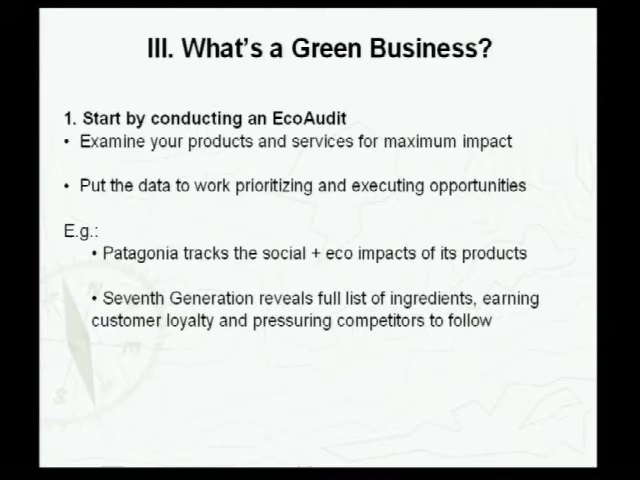 III. What's a Green Business?
1. Start by conducting an EcoAudit
• Examine your products and services for maximum impact
• Put the data to work prioritizing and executing opportunities
E.g.:
• Patagonia tracks the social + eco impacts of its products
• Seventh Generation reveals full list of ingredients, earning
customer loyalty and pressuring competitors to follow
N
S